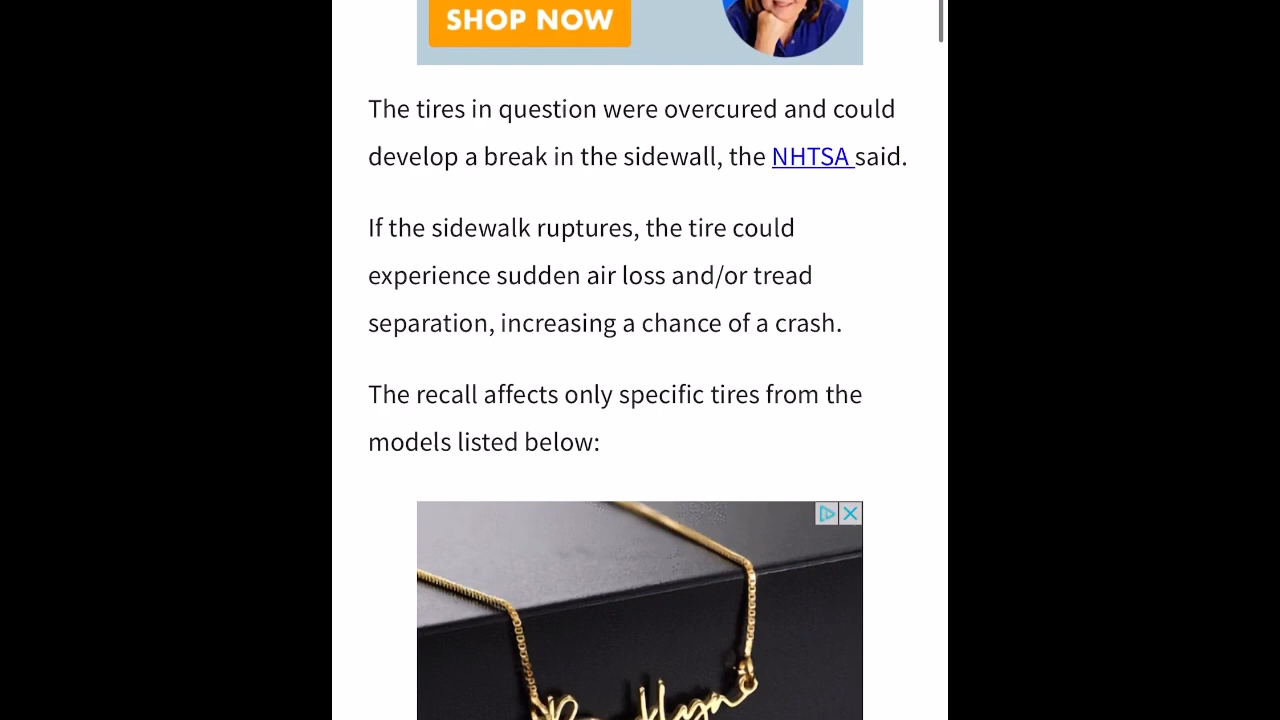 SHOP NOW
The tires in question were overcured and could
develop a break in the sidewall, the NHTSA said.
If the sidewalk ruptures, the tire could
experience sudden air loss and/or tread
separation, increasing a chance of a crash.
The recall affects only specific tires from the
models listed below:
Brooklyn